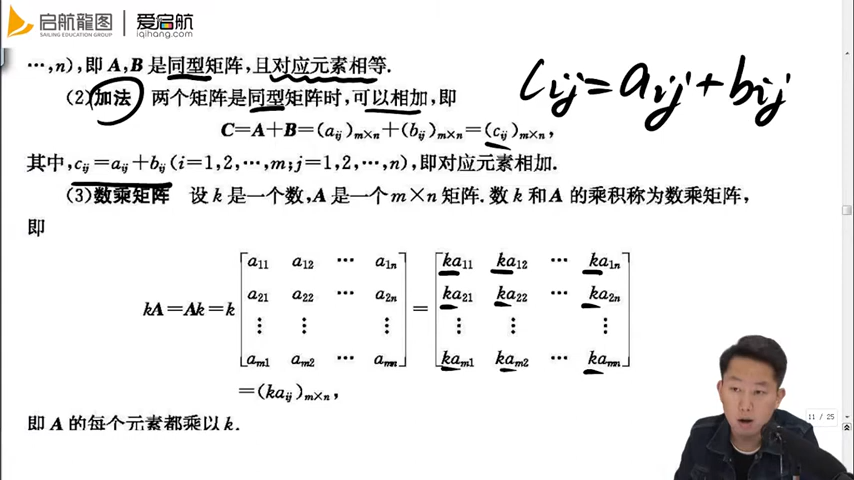 启航龍图 SAILING EDUCATION GROUP 爱启航 iqihang.com
…,n),即A,B是同型矩阵,且对应元素相等.
cij=aij+bij
(2)加法 两个矩阵是同型矩阵时,可以相加,即
C=A+B=(aij)m×n+(bij)m×n=(cij)m×n,
其中,cij=aij+bij(i=1,2,…,m;j=1,2,…,n),即对应元素相加.
(3)数乘矩阵 设k是一个数,A是一个m×n矩阵.数k和A的乘积称为数乘矩阵,
即
a11 a12 … a1n ka11 ka12 … ka1n
kA=Ak=k a21 a22 … a2n = ka21 ka22 … ka2n
⋮ ⋮ ⋮ ⋮ ⋮ ⋮
am1 am2 … amn kam1 kam2 … kamn
=(kaij)m×n,
即A的每个元素都乘以k.
11 / 25